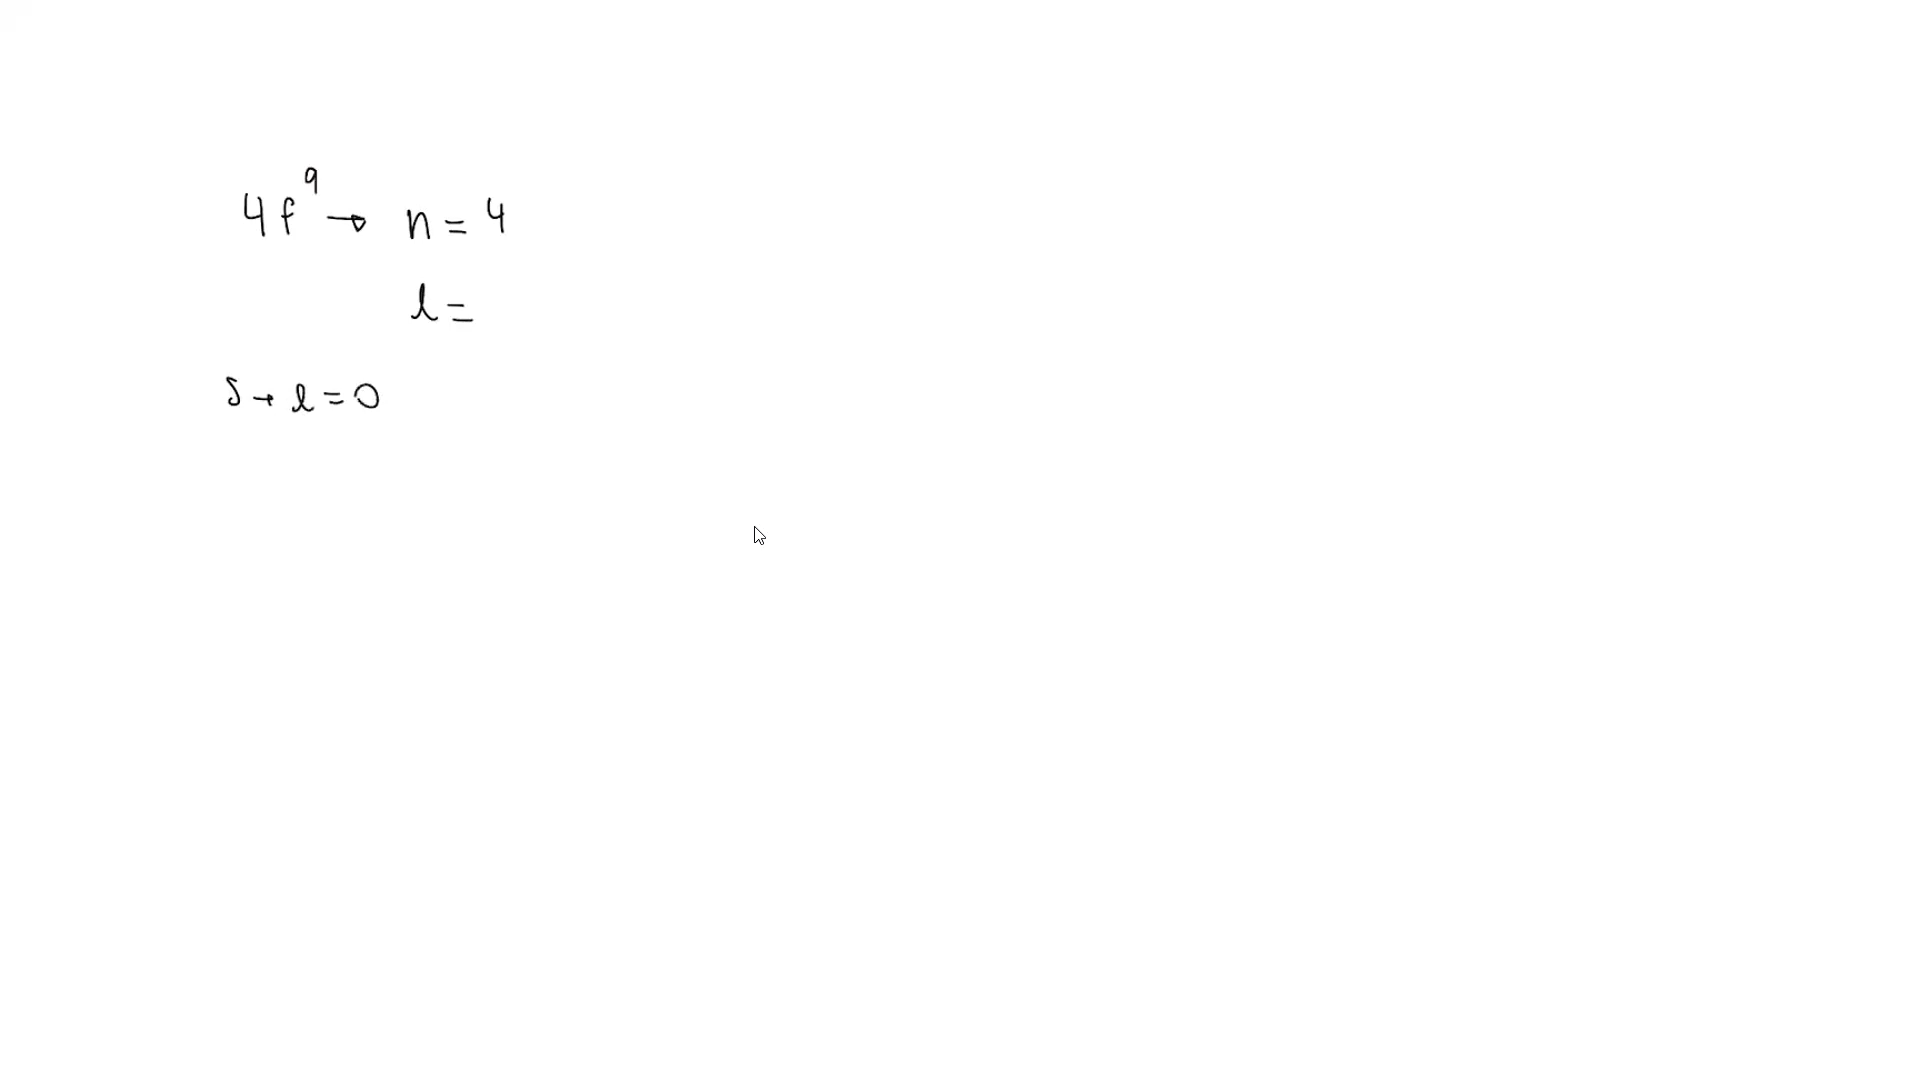 4f⁹ → n = 4
l =
s → l = 0